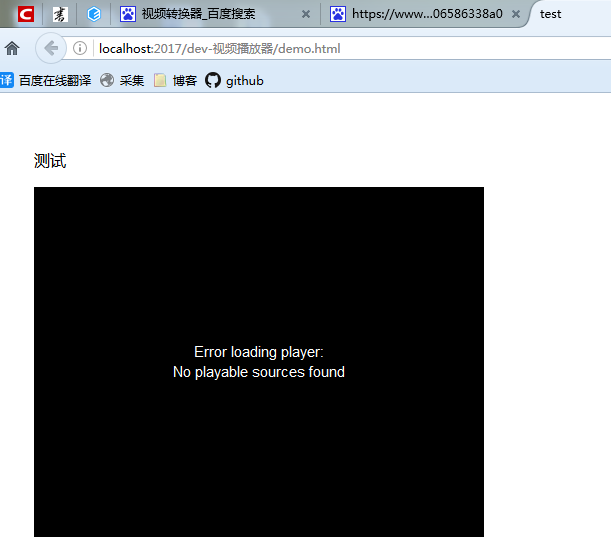 视频转换器_百度搜索
https://www...06586338a0
test
localhost:2017/dev-视频播放器/demo.html
译 百度在线翻译 采集 博客 github
测试
Error loading player:
No playable sources found